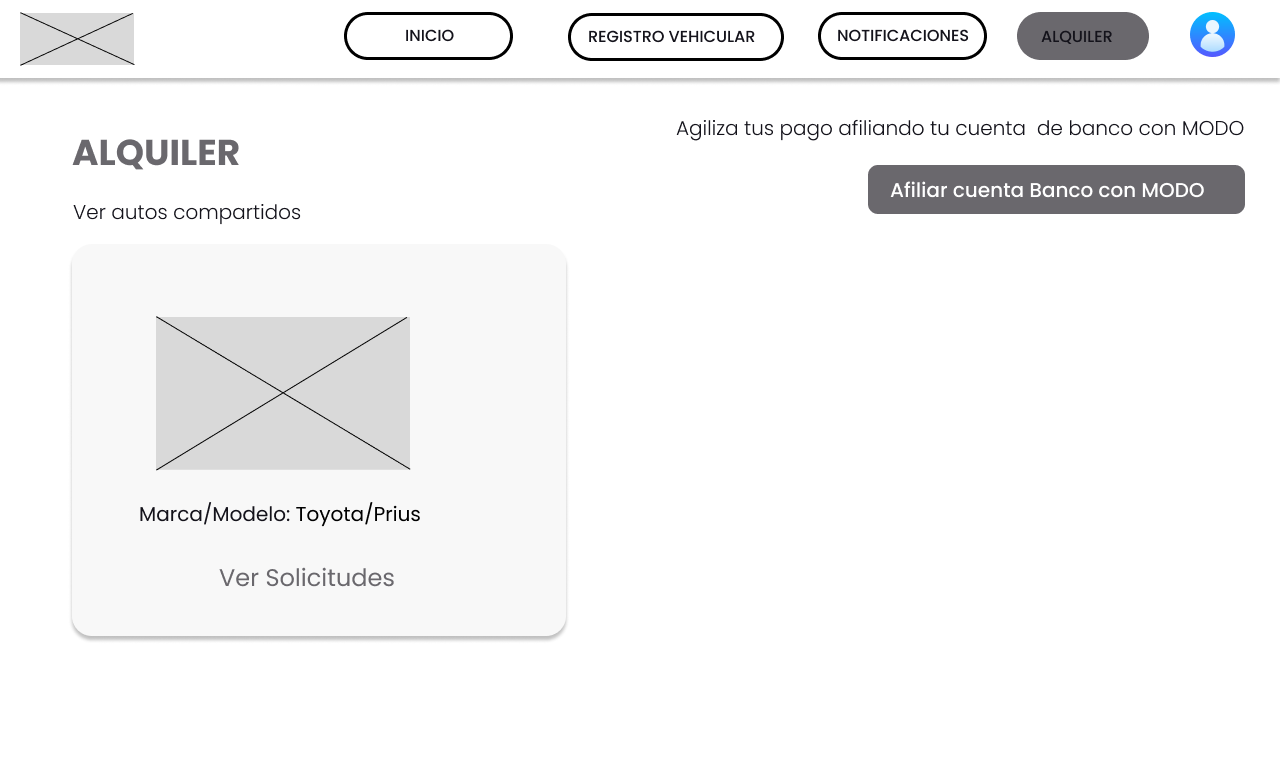 INICIO
REGISTRO VEHICULAR
NOTIFICACIONES
ALQUILER
Agiliza tus pago afiliando tu cuenta  de banco con MODO
ALQUILER
Afiliar cuenta Banco con MODO
Ver autos compartidos
Marca/Modelo: Toyota/Prius
Ver Solicitudes